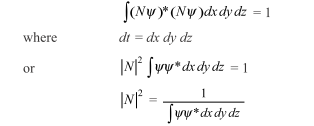 ∫(Nψ)*(Nψ)dx dy dz = 1
where dt = dx dy dz
or |N|² ∫ψψ*dx dy dz = 1
|N|² = 1 / ∫ψψ*dx dy dz